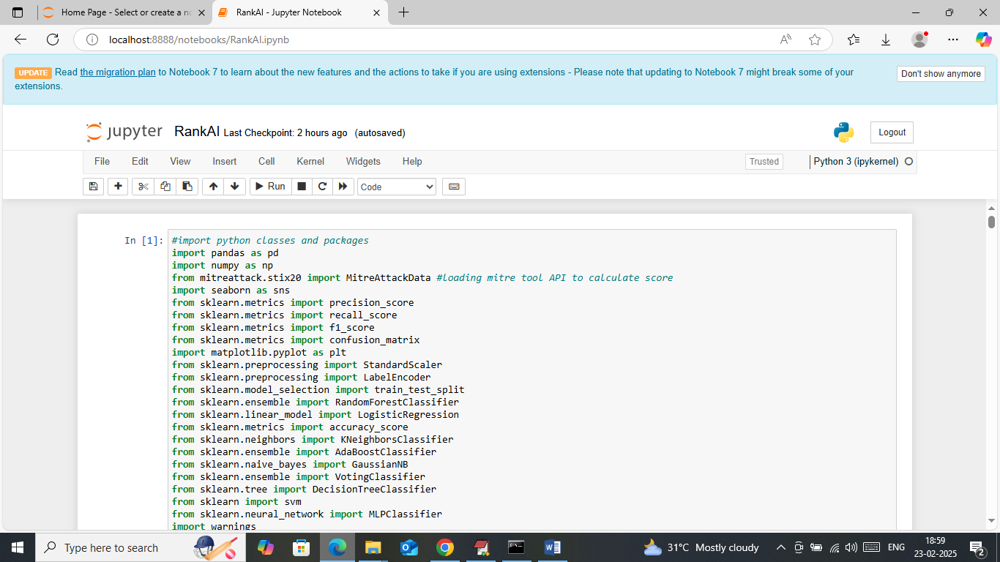 Home Page - Select or create a no
RankAI - Jupyter Notebook
localhost:8888/notebooks/RankAI.ipynb
UPDATE Read the migration plan to Notebook 7 to learn about the new features and the actions to take if you are using extensions - Please note that updating to Notebook 7 might break some of your
extensions.
Don't show anymore
jupyter RankAI Last Checkpoint: 2 hours ago (autosaved)
Logout
File Edit View Insert Cell Kernel Widgets Help
Trusted
Python 3 (ipykernel)
Run
Code
In [1]: #import python classes and packages
import pandas as pd
import numpy as np
from mitreattack.stix20 import MitreAttackData #loading mitre tool API to calculate score
import seaborn as sns
from sklearn.metrics import precision_score
from sklearn.metrics import recall_score
from sklearn.metrics import f1_score
from sklearn.metrics import confusion_matrix
import matplotlib.pyplot as plt
from sklearn.preprocessing import StandardScaler
from sklearn.preprocessing import LabelEncoder
from sklearn.model_selection import train_test_split
from sklearn.ensemble import RandomForestClassifier
from sklearn.linear_model import LogisticRegression
from sklearn.metrics import accuracy_score
from sklearn.neighbors import KNeighborsClassifier
from sklearn.ensemble import AdaBoostClassifier
from sklearn.naive_bayes import GaussianNB
from sklearn.ensemble import VotingClassifier
from sklearn.tree import DecisionTreeClassifier
from sklearn import svm
from sklearn.neural_network import MLPClassifier
import warnings
Type here to search
31°C Mostly cloudy
ENG
18:59
23-02-2025
2